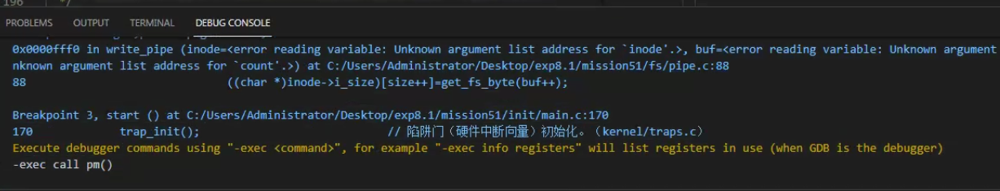 196 */
PROBLEMS OUTPUT TERMINAL DEBUG CONSOLE
0x0000fff0 in write_pipe (inode=<error reading variable: Unknown argument list address for `inode'.>, buf=<error reading variable: Unknown argument
nknown argument list address for `count'.>) at C:/Users/Administrator/Desktop/exp8.1/mission51/fs/pipe.c:88
88 ((char *)inode->i_size)[size++]=get_fs_byte(buf++);
Breakpoint 3, start () at C:/Users/Administrator/Desktop/exp8.1/mission51/init/main.c:170
170 trap_init(); // 陷阱门（硬件中断向量）初始化。（kernel/traps.c）
Execute debugger commands using "-exec <command>", for example "-exec info registers" will list registers in use (when GDB is the debugger)
-exec call pm()